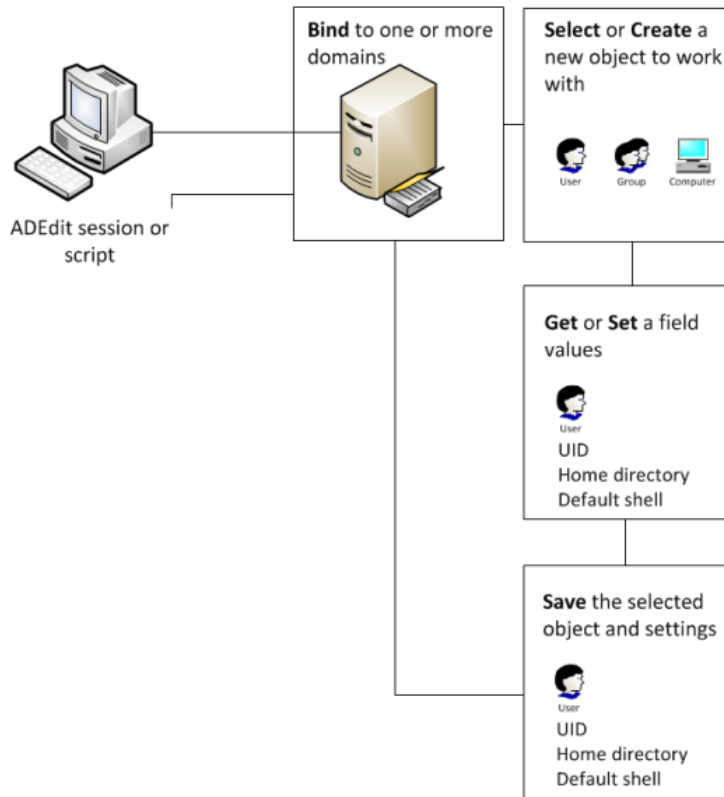 Bind to one or more
domains
Select or Create a
new object to work
with
User
Group
Computer
ADEdit session or
script
Get or Set a field
values
User
UID
Home directory
Default shell
Save the selected
object and settings
User
UID
Home directory
Default shell